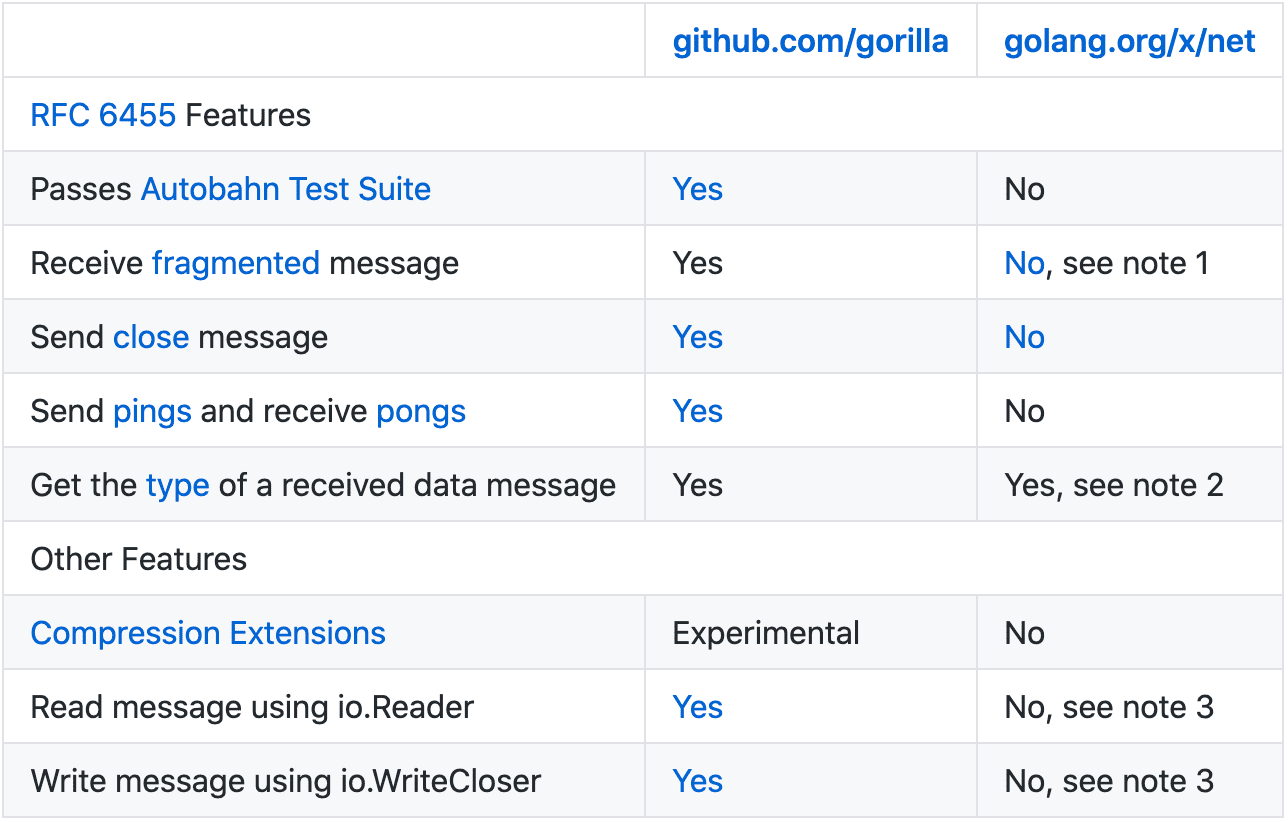 github.com/gorilla golang.org/x/net
RFC 6455 Features
Passes Autobahn Test Suite Yes No
Receive fragmented message Yes No, see note 1
Send close message Yes No
Send pings and receive pongs Yes No
Get the type of a received data message Yes Yes, see note 2
Other Features
Compression Extensions Experimental No
Read message using io.Reader Yes No, see note 3
Write message using io.WriteCloser Yes No, see note 3